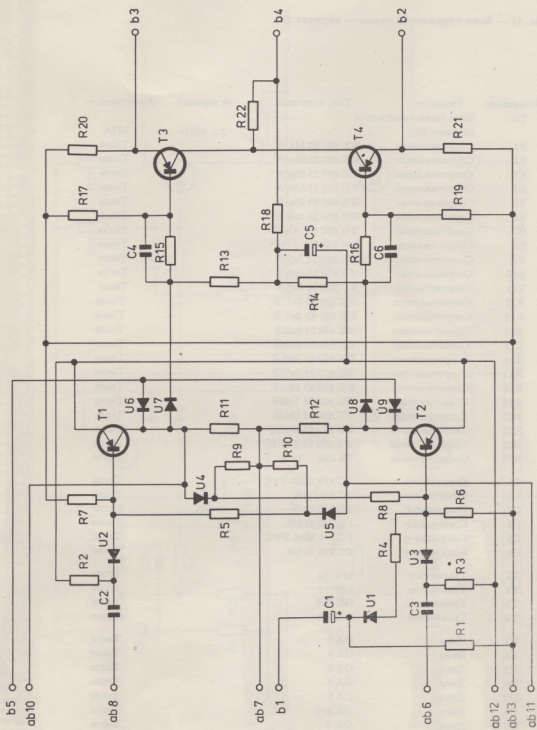 b5
ab10
ab8
ab7
b1
ab6
ab12
ab13
ab11
b3
b4
b2
R20
R17
T3
C4
R15
R22
R13
R18
C5
+
T4
R14
R16
C6
R19
R21
T1
U6
U7
R11
R7
U2
R2
C2
U4
R9
R10
R5
U5
R12
U8
U9
T2
R8
R4
R6
U3
R3
C3
C1
+
U1
R1